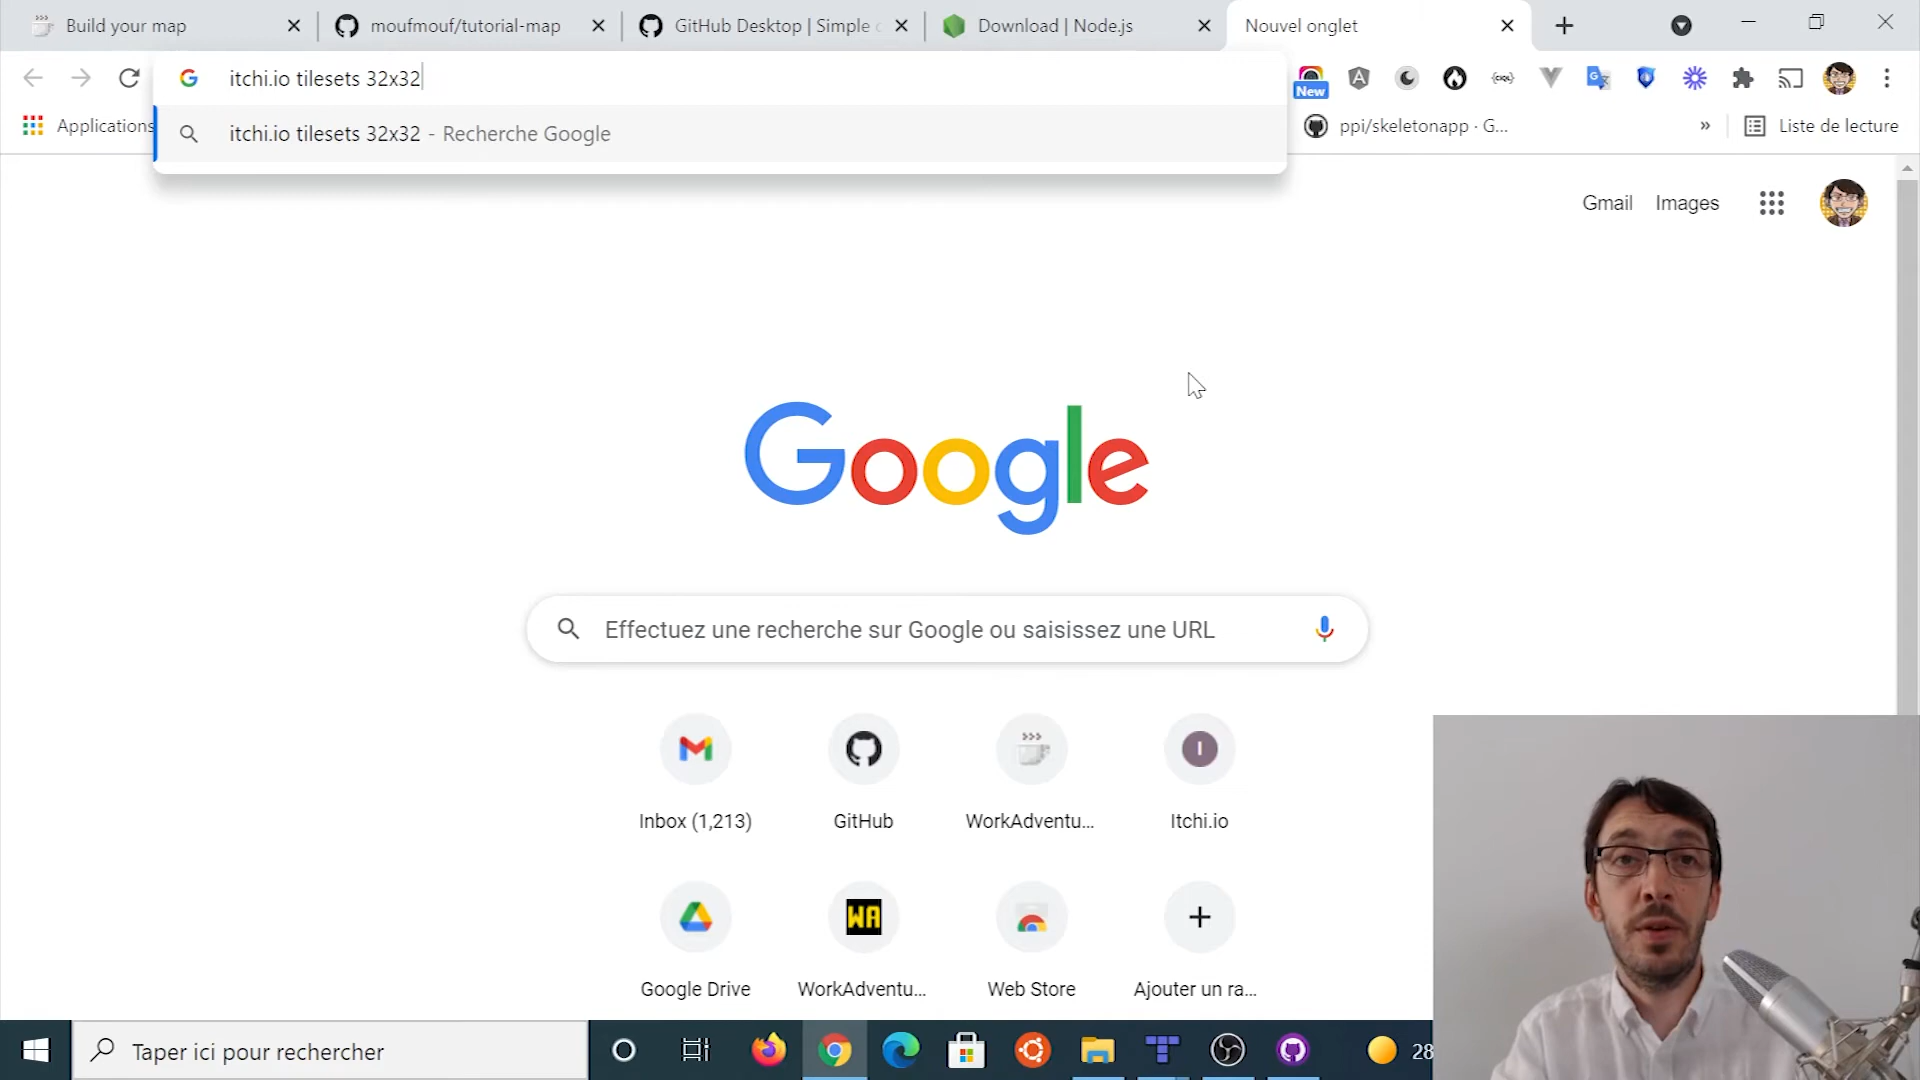 Build your map
moufmouf/tutorial-map
GitHub Desktop | Simple c
Download | Node.js
Nouvel onglet
itchi.io tilesets 32x32
New
Applications
itchi.io tilesets 32x32 - Recherche Google
ppi/skeletonapp · G...
»
Liste de lecture
Gmail
Images
Google
Effectuez une recherche sur Google ou saisissez une URL
I
Inbox (1,213)
GitHub
WorkAdventu...
Itchi.io
WA
Google Drive
WorkAdventu...
Web Store
Ajouter un ra...
Taper ici pour rechercher
28